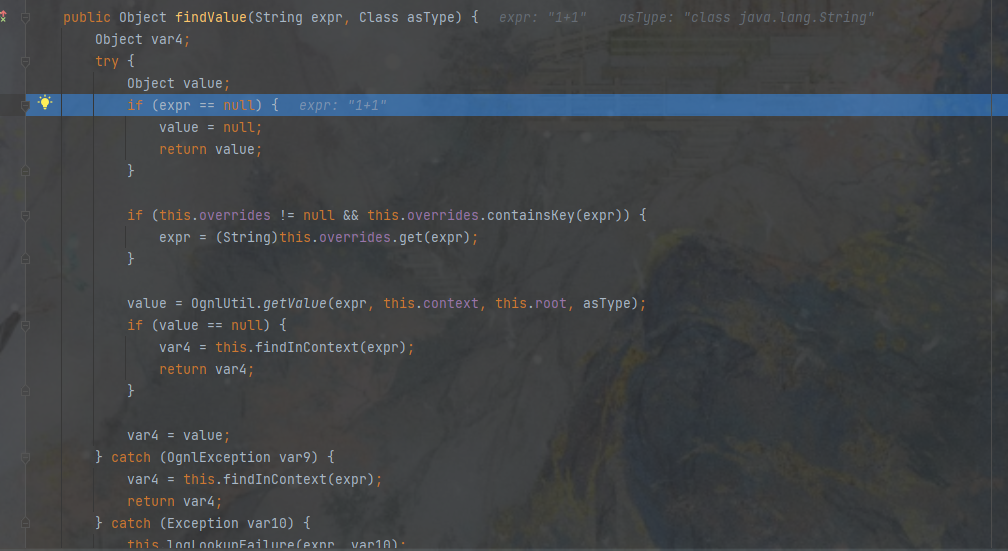 public Object findValue(String expr, Class asType) {   expr: "1+1"    asType: "class java.lang.String"
    Object var4;
    try {
        Object value;
        if (expr == null) {   expr: "1+1"
            value = null;
            return value;
        }
        if (this.overrides != null && this.overrides.containsKey(expr)) {
            expr = (String)this.overrides.get(expr);
        }
        value = OgnlUtil.getValue(expr, this.context, this.root, asType);
        if (value == null) {
            var4 = this.findInContext(expr);
            return var4;
        }
        var4 = value;
    } catch (OgnlException var9) {
        var4 = this.findInContext(expr);
        return var4;
    } catch (Exception var10) {
        this.logLookupFailure(expr, var10);